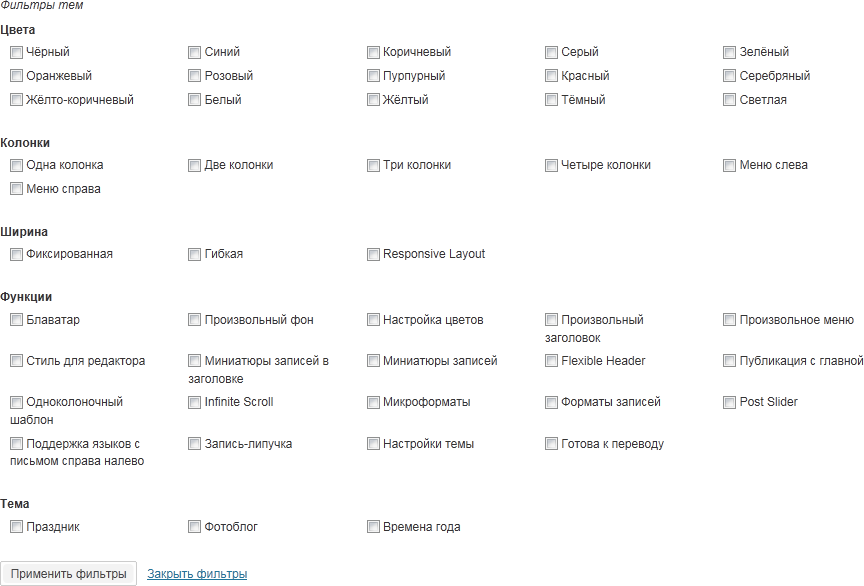 Фильтры тем
Цвета
Чёрный Синий Коричневый Серый Зелёный
Оранжевый Розовый Пурпурный Красный Серебряный
Жёлто-коричневый Белый Жёлтый Тёмный Светлая
Колонки
Одна колонка Две колонки Три колонки Четыре колонки Меню слева
Меню справа
Ширина
Фиксированная Гибкая Responsive Layout
Функции
Блаватар Произвольный фон Настройка цветов Произвольный Произвольное меню
заголовок
Стиль для редактора Миниатюры записей в Миниатюры записей Flexible Header Публикация с главной
заголовке
Одноколоночный Infinite Scroll Микроформаты Форматы записей Post Slider
шаблон
Поддержка языков с Запись-липучка Настройки темы Готова к переводу
письмом справа налево
Тема
Праздник Фотоблог Времена года
Применить фильтры Закрыть фильтры